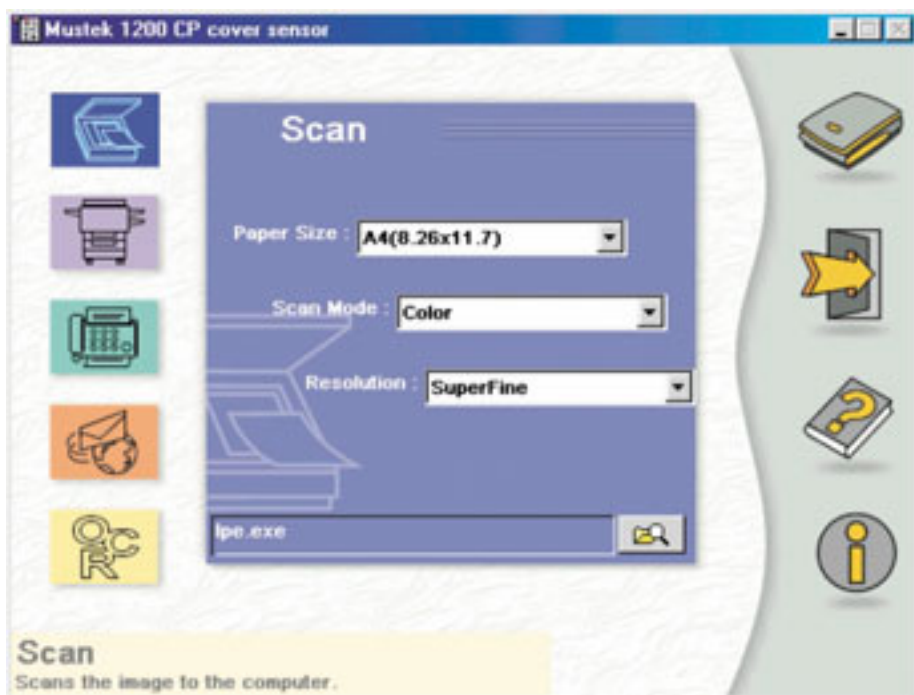 Mustek 1200 CP cover sensor
Scan
Paper Size : A4(8.26x11.7)
Scan Mode : Color
Resolution : SuperFine
Ipe.exe
OCR
Scan
Scans the image to the computer.